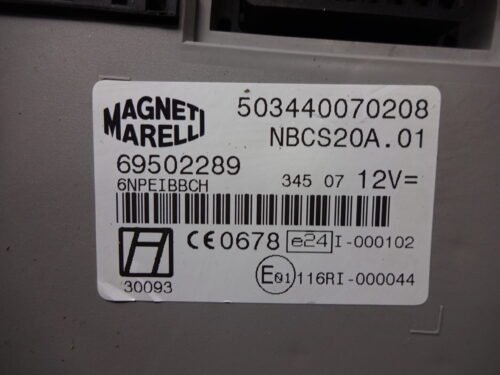 MAGNETI
MARELLI
503440070208
NBCS20A.01
69502289
6NPEIBBCH
345 07 12V=
CE0678 e24 I-000102
30093
E01 116RI-000044